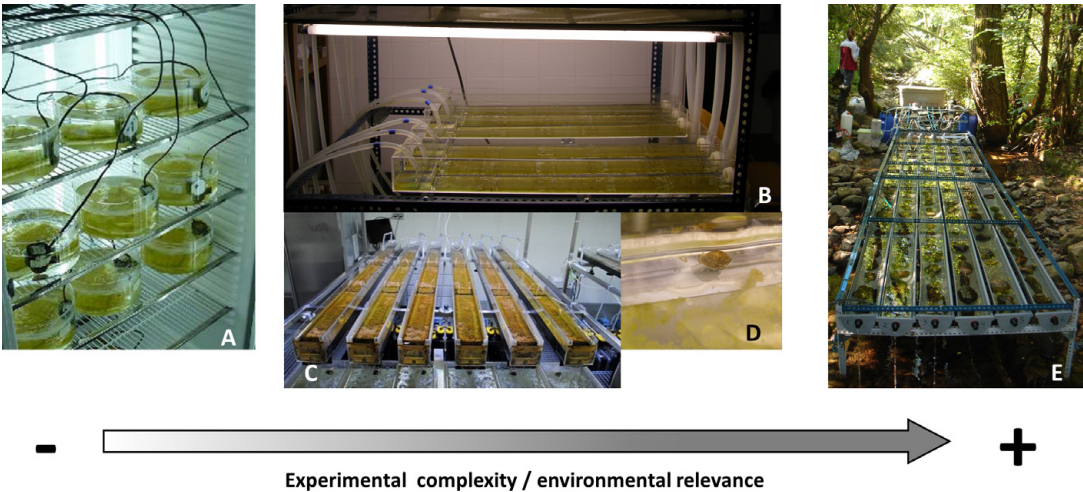 A
B
C
D
E
-
+
Experimental complexity / environmental relevance